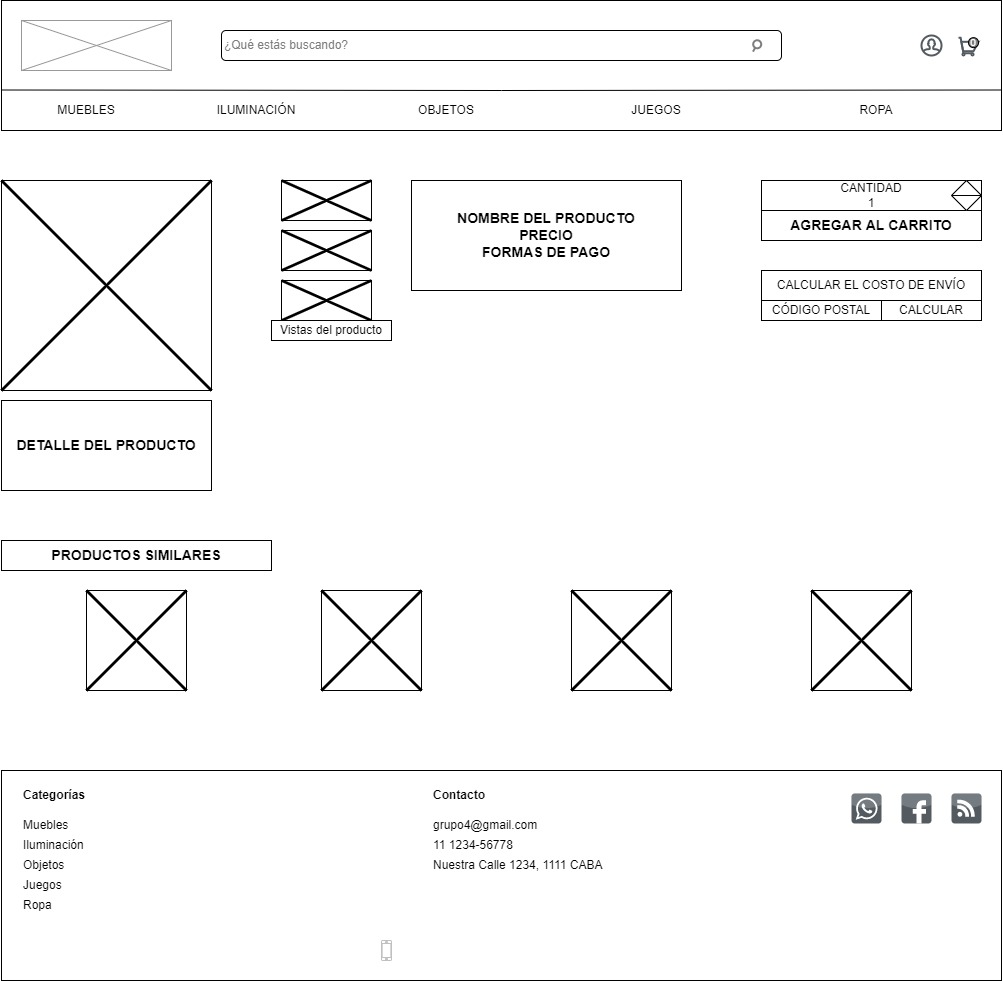 ¿Qué estás buscando?
MUEBLES
ILUMINACIÓN
OBJETOS
JUEGOS
ROPA
Vistas del producto
NOMBRE DEL PRODUCTO
PRECIO
FORMAS DE PAGO
CANTIDAD
1
AGREGAR AL CARRITO
CALCULAR EL COSTO DE ENVÍO
CÓDIGO POSTAL
CALCULAR
DETALLE DEL PRODUCTO
PRODUCTOS SIMILARES
Categorías
Muebles
Iluminación
Objetos
Juegos
Ropa
Contacto
grupo4@gmail.com
11 1234-56778
Nuestra Calle 1234, 1111 CABA